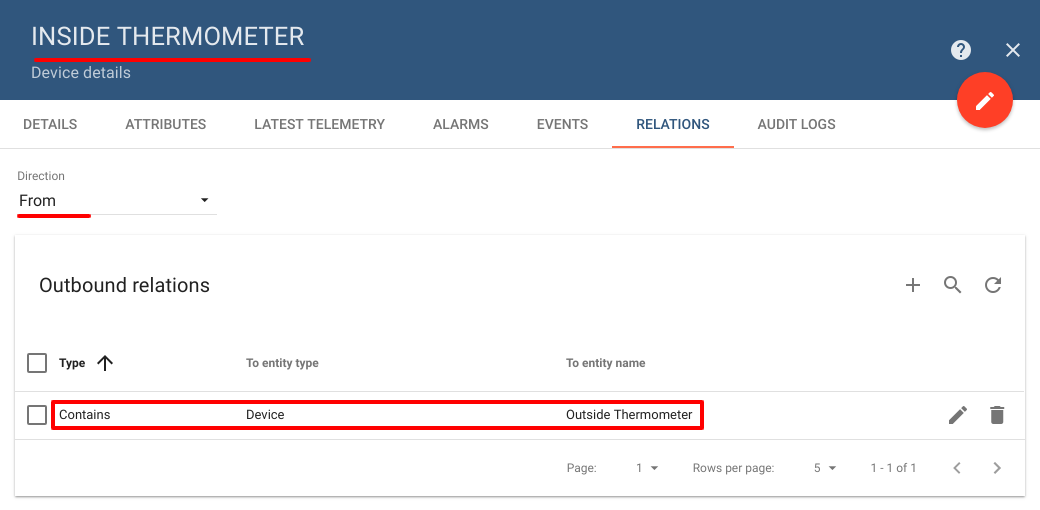 INSIDE THERMOMETER
Device details
DETAILS ATTRIBUTES LATEST TELEMETRY ALARMS EVENTS RELATIONS AUDIT LOGS
Direction
From
Outbound relations
Type To entity type To entity name
Contains Device Outside Thermometer
Page: 1 Rows per page: 5 1 - 1 of 1